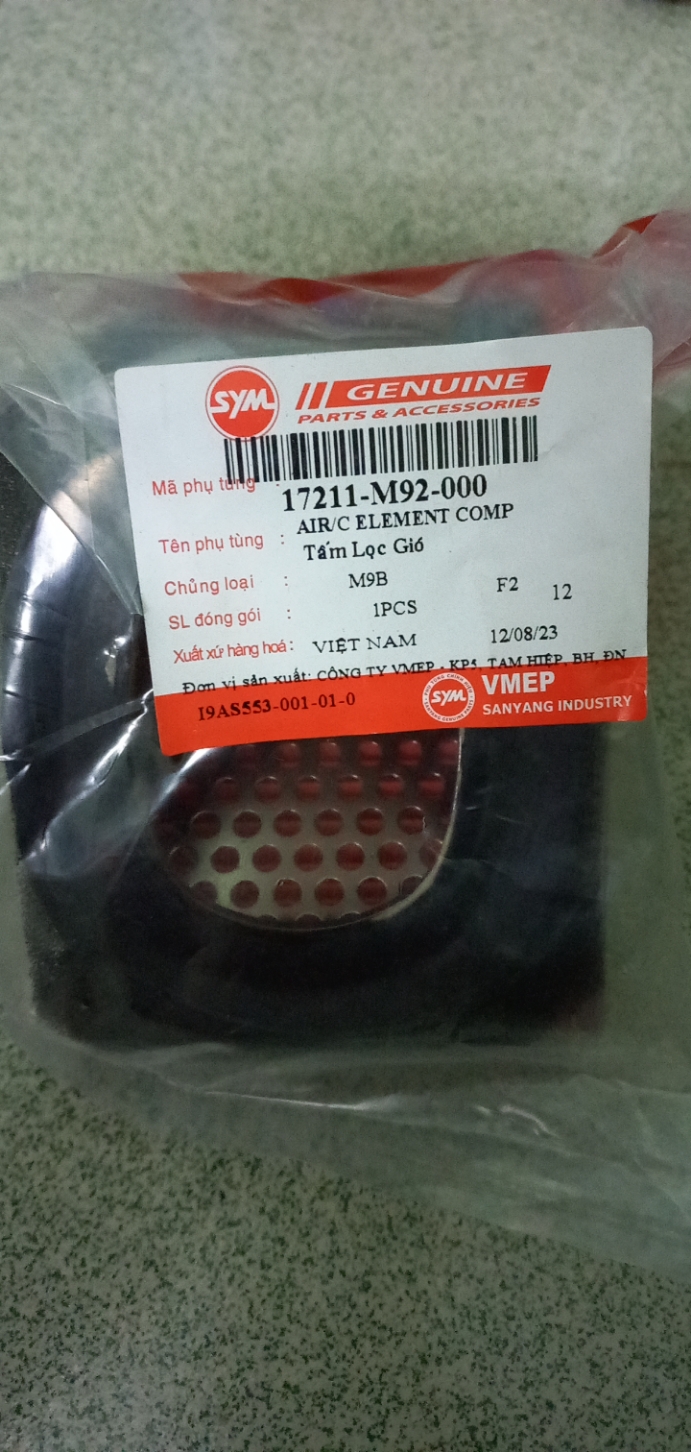 SYM GENUINE
PARTS & ACCESSORIES
Mã phụ tùng : 17211-M92-000
AIR/C ELEMENT COMP
Tên phụ tùng : Tấm Lọc Gió
Chủng loại : M9B F2 12
SL đóng gói : 1PCS
Xuất xứ hàng hoá : VIỆT NAM 12/08/23
Đơn vị sản xuất: CÔNG TY VMEP - KP5, TAM HIỆP, BH, ĐN
I9AS553-001-01-0 SYM VMEP
SANYANG INDUSTRY